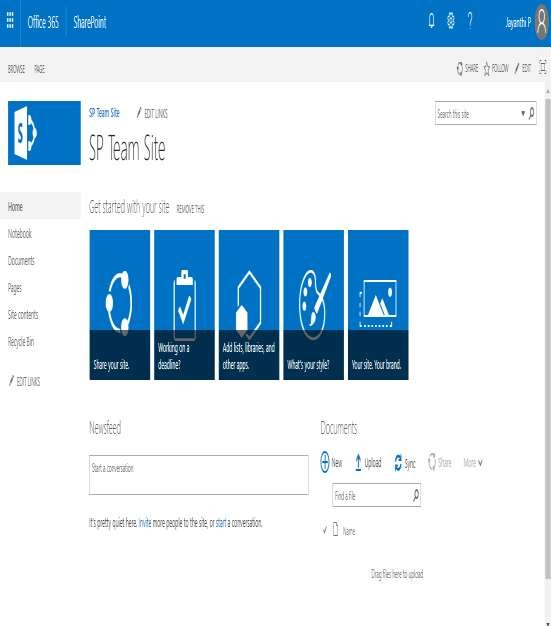 Office 365 SharePoint ? Jayanthi P
BROWSE PAGE SHARE FOLLOW EDIT
SP Team Site EDIT LINKS Search this site
S
SP Team Site
Home
Get started with your site REMOVE THIS
Notebook
Documents
Pages
Site contents
Recycle Bin
EDIT LINKS
Share your site.
Working on a
deadline?
Add lists, libraries, and
other apps.
What's your style?
Your site. Your brand.
Newsfeed
Start a conversation
It's pretty quiet here. Invite more people to the site, or start a conversation.
Documents
New Upload Sync Share More
Find a file
Name
Drag files here to upload